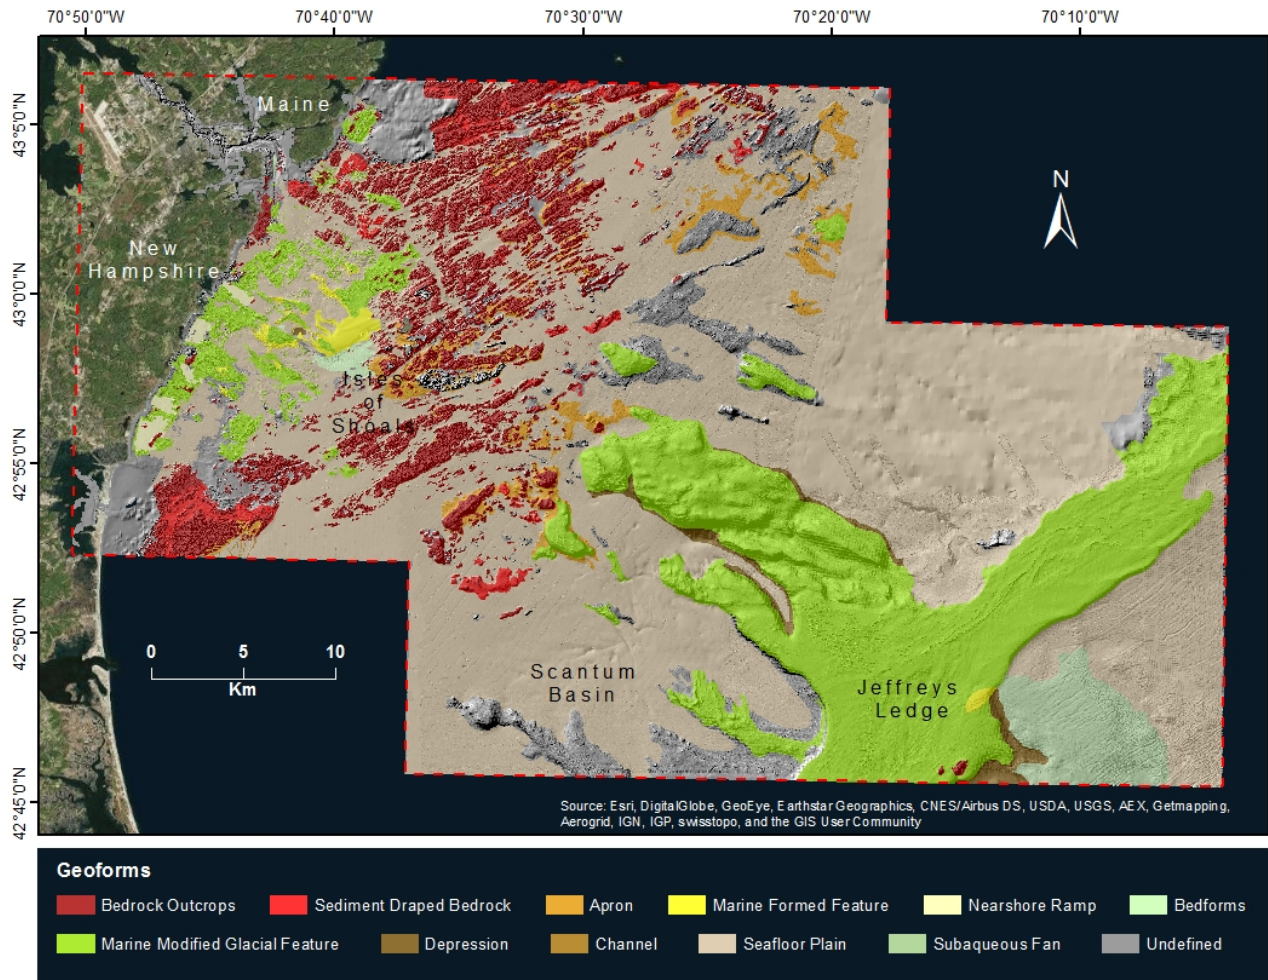 70°50'0"W 70°40'0"W 70°30'0"W 70°20'0"W 70°10'0"W
43°5'0"N
43°0'0"N
42°55'0"N
42°50'0"N
42°45'0"N
Maine
N
New
Hampshire
Isles
of
Shoals
0 5 10
Km
Scantum
Basin
Jeffreys
Ledge
Source: Esri, DigitalGlobe, GeoEye, Earthstar Geographics, CNES/Airbus DS, USDA, USGS, AEX, Getmapping,
Aerogrid, IGN, IGP, swisstopo, and the GIS User Community
Geoforms
Bedrock Outcrops Sediment Draped Bedrock Apron Marine Formed Feature Nearshore Ramp Bedforms
Marine Modified Glacial Feature Depression Channel Seafloor Plain Subaqueous Fan Undefined